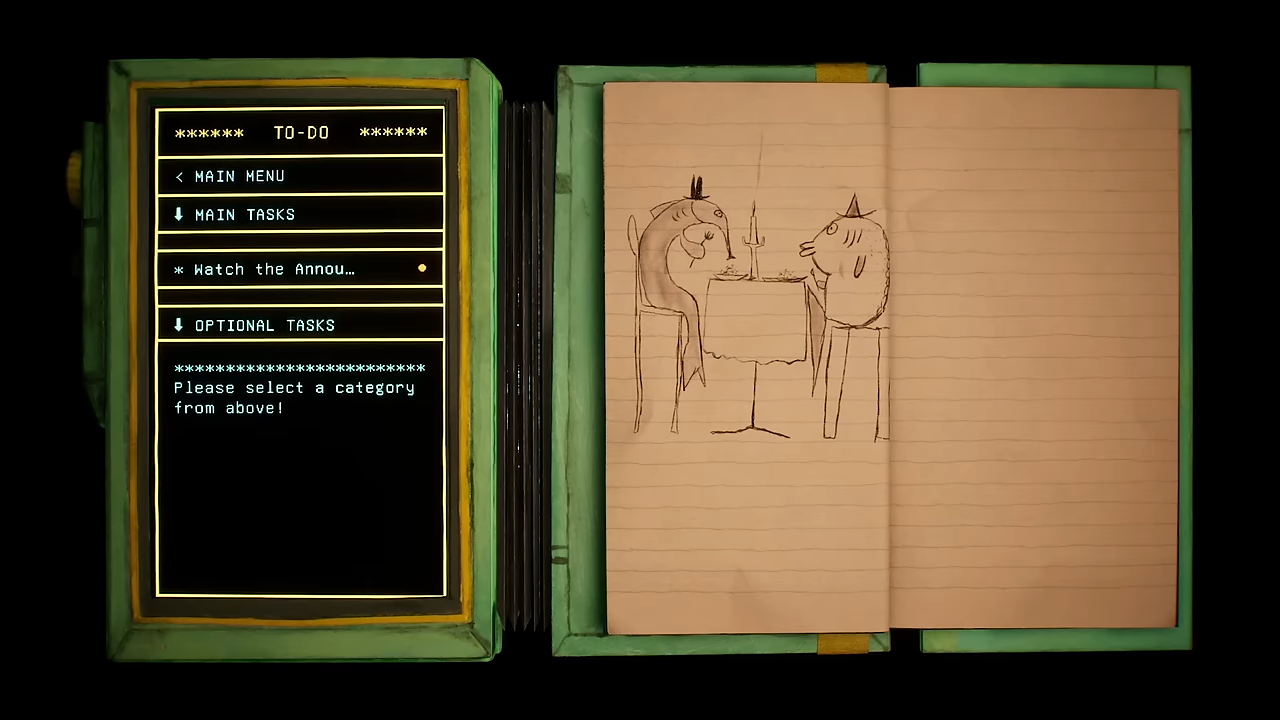 ****** TO-DO ******
< MAIN MENU
⬇ MAIN TASKS
* Watch the Annou…
⬇ OPTIONAL TASKS
*************************
Please select a category
from above!